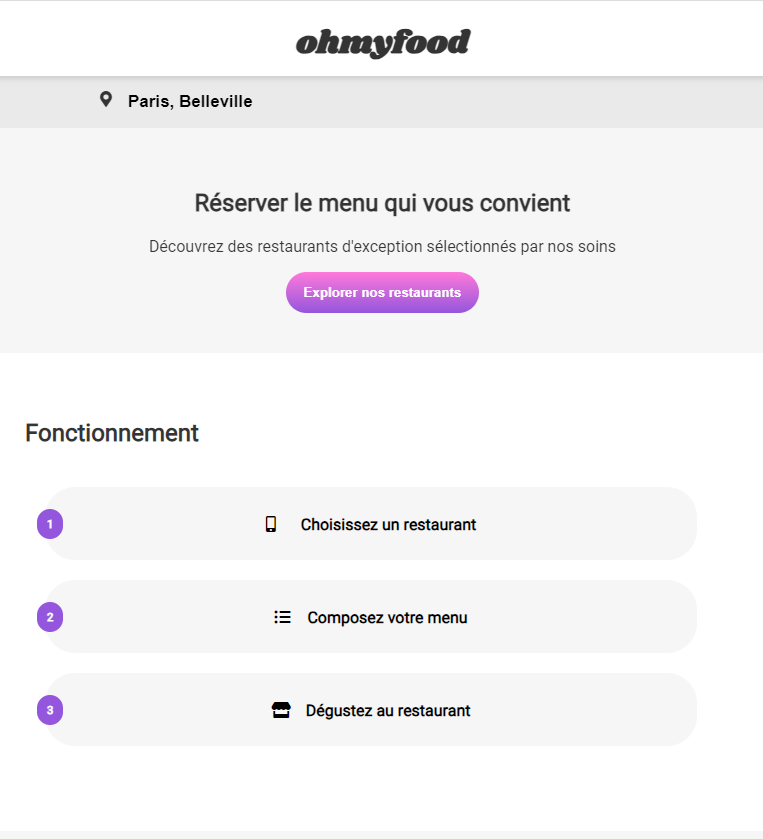 ohmyfood
Paris, Belleville
Réserver le menu qui vous convient
Découvrez des restaurants d'exception sélectionnés par nos soins
Explorer nos restaurants
Fonctionnement
1 Choisissez un restaurant
2 Composez votre menu
3 Dégustez au restaurant